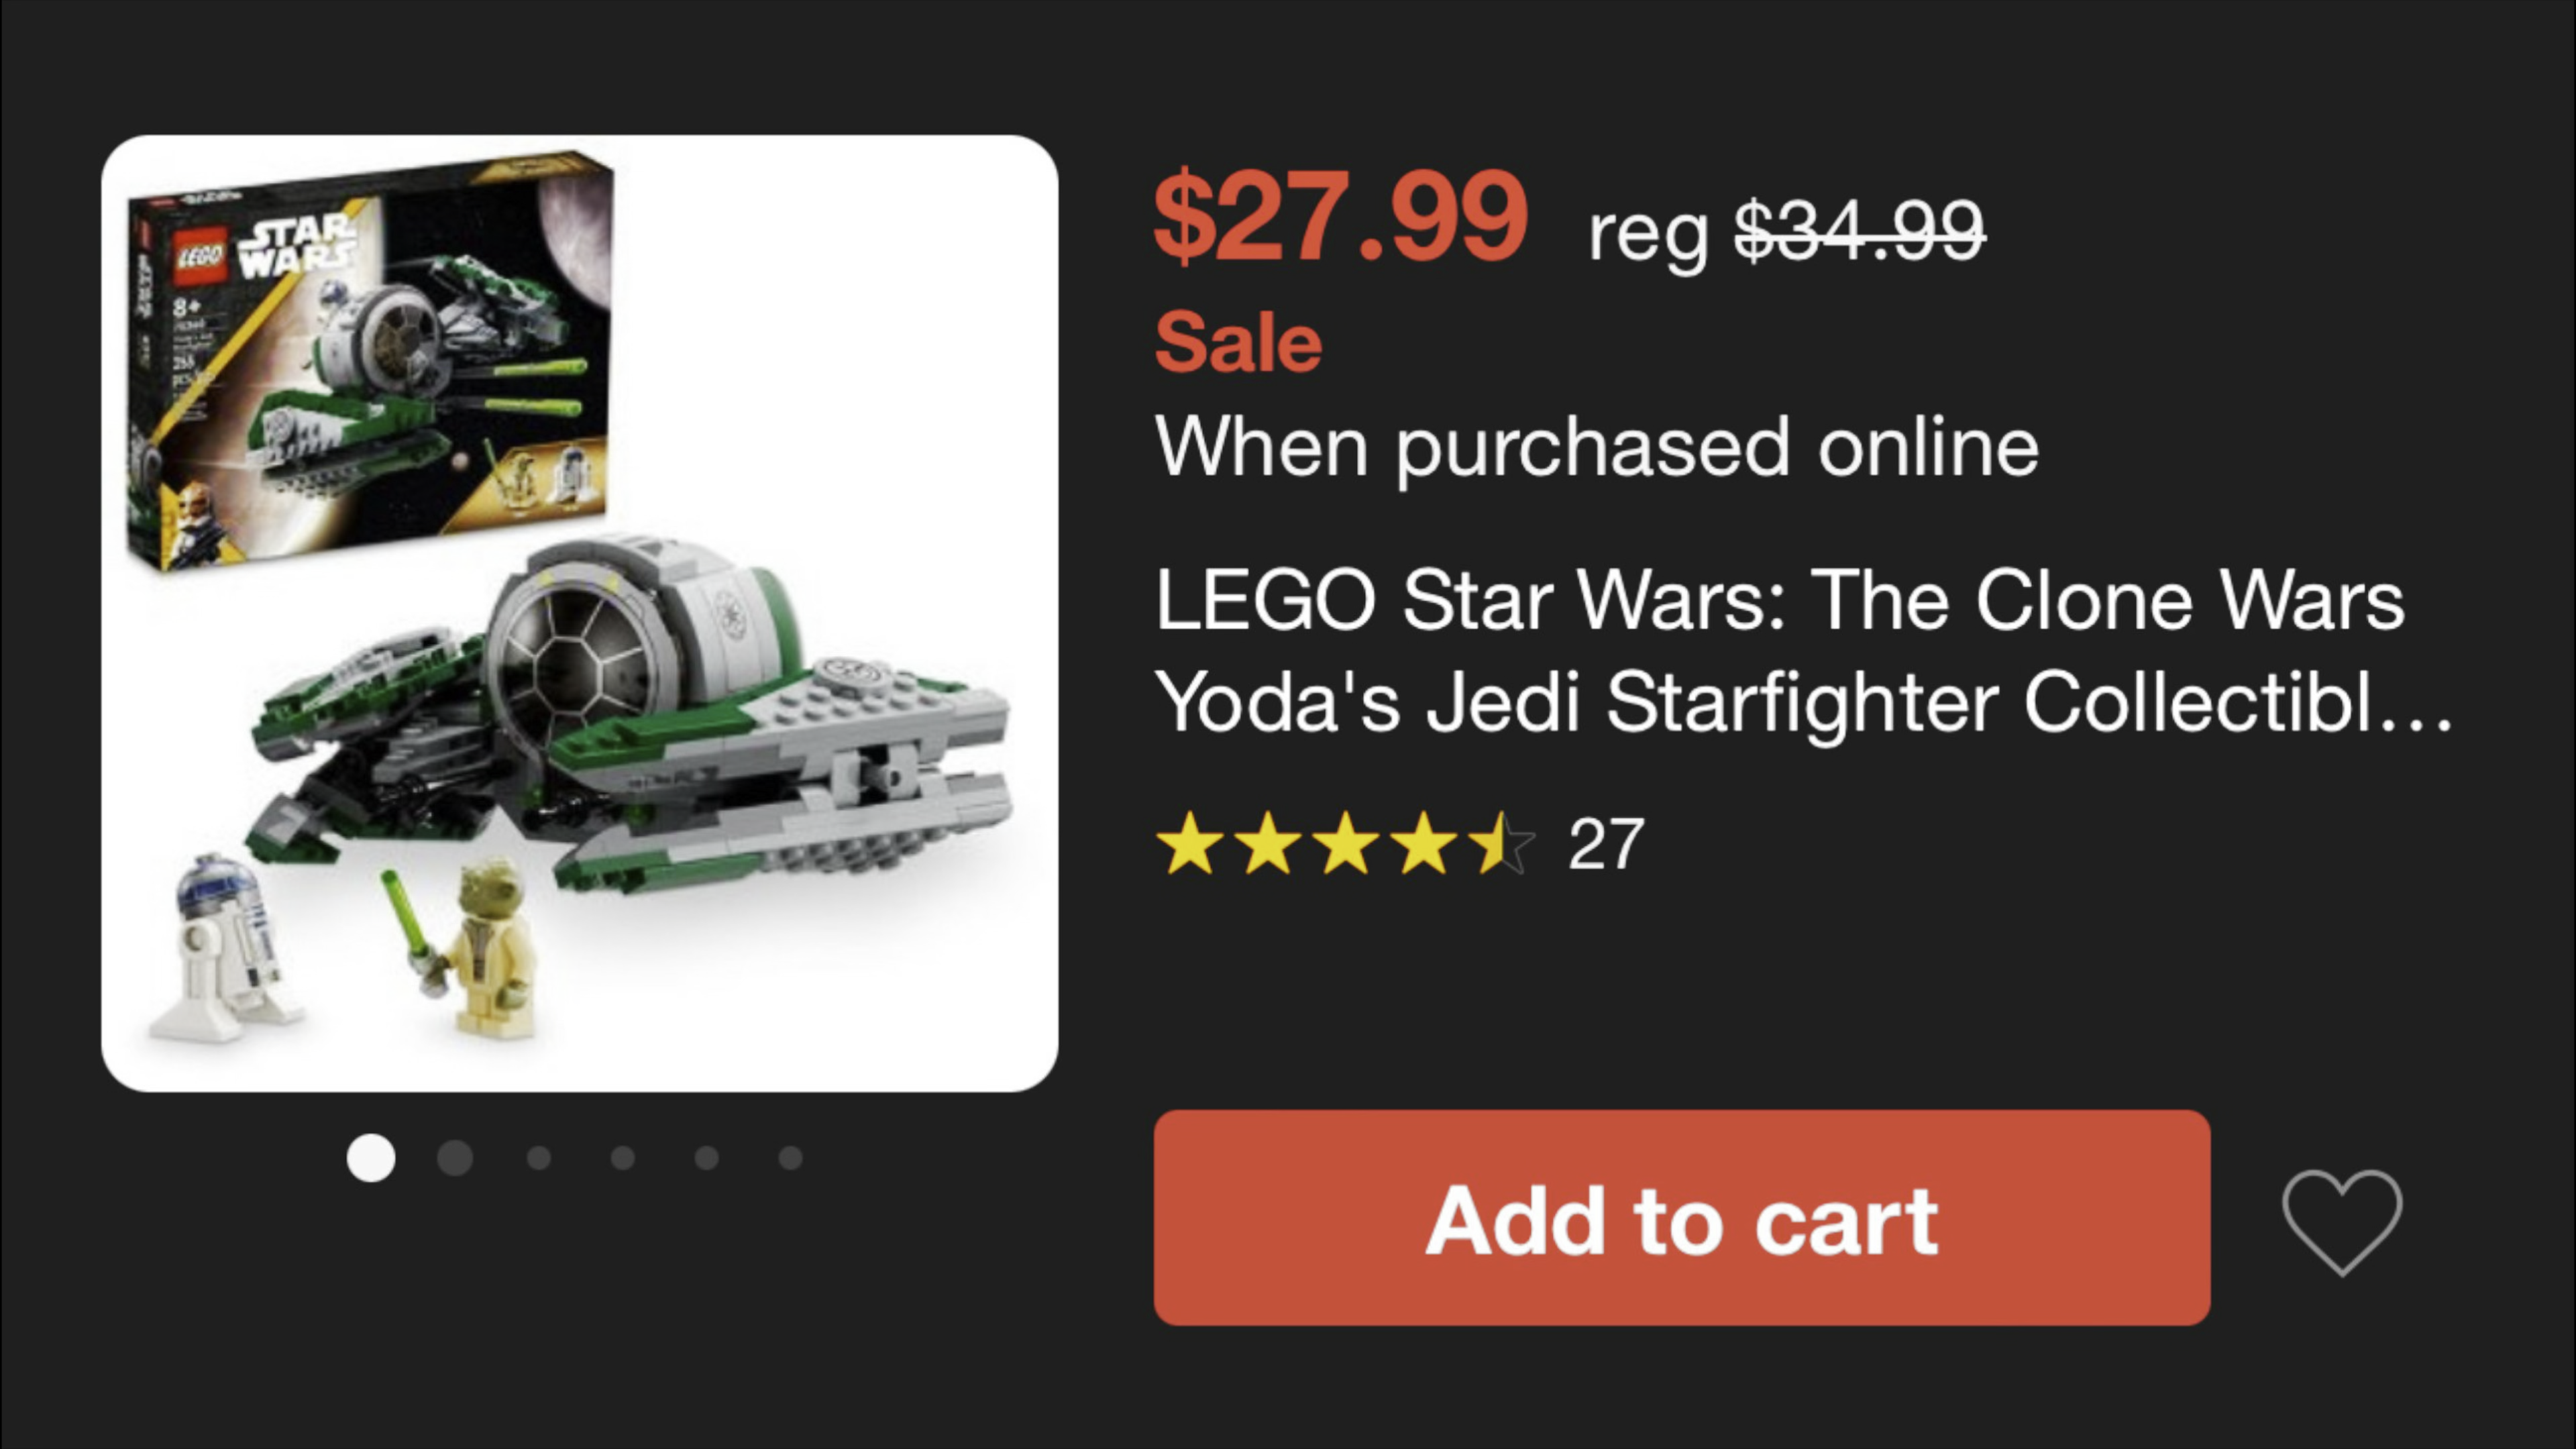 LEGO
STAR
WARS
8+
$27.99 reg $34.99
Sale
When purchased online
LEGO Star Wars: The Clone Wars
Yoda's Jedi Starfighter Collectibl...
27
Add to cart